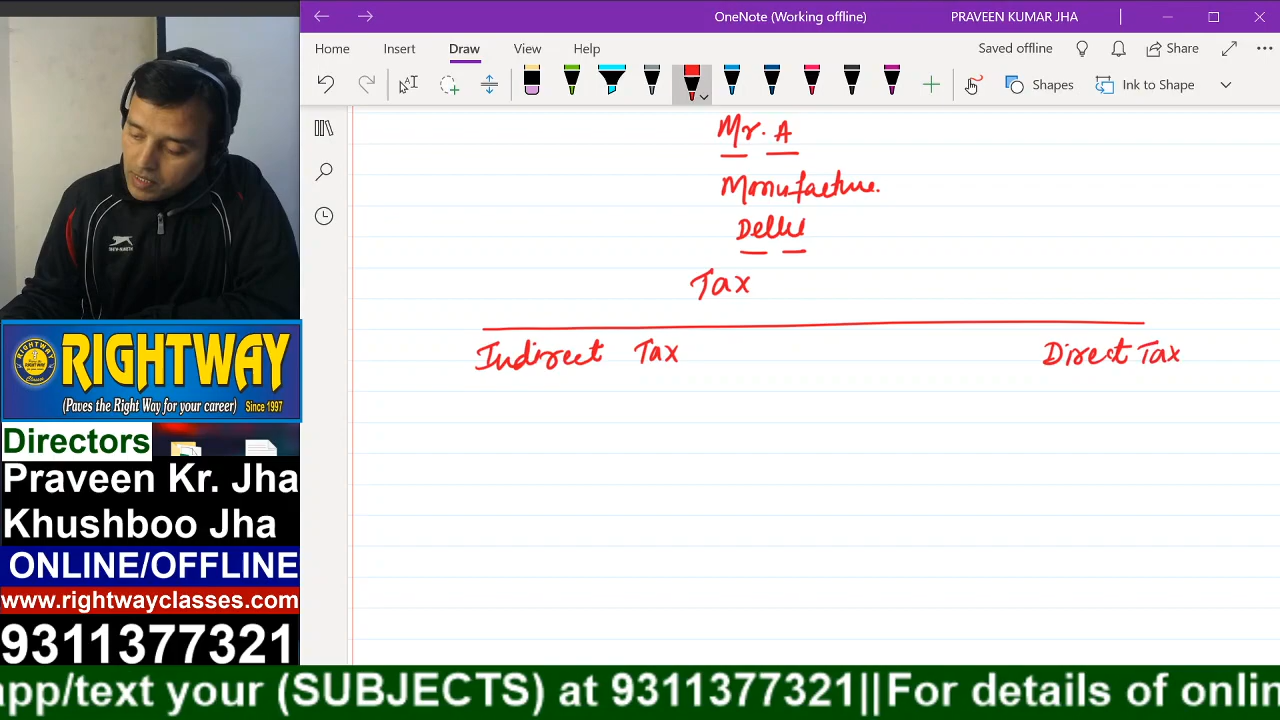 OneNote (Working offline)
PRAVEEN KUMAR JHA
Home Insert Draw View Help
Saved offline
Share
Shapes
Ink to Shape
Mr. A
Manufacture.
Delhi
Tax
Indirect Tax
Direct Tax
RIGHTWAY
(Paves the Right Way for your career) Since 1997
Directors
Praveen Kr. Jha
Khushboo Jha
ONLINE/OFFLINE
www.rightwayclasses.com
9311377321
app/text your (SUBJECTS) at 9311377321||For details of onlin